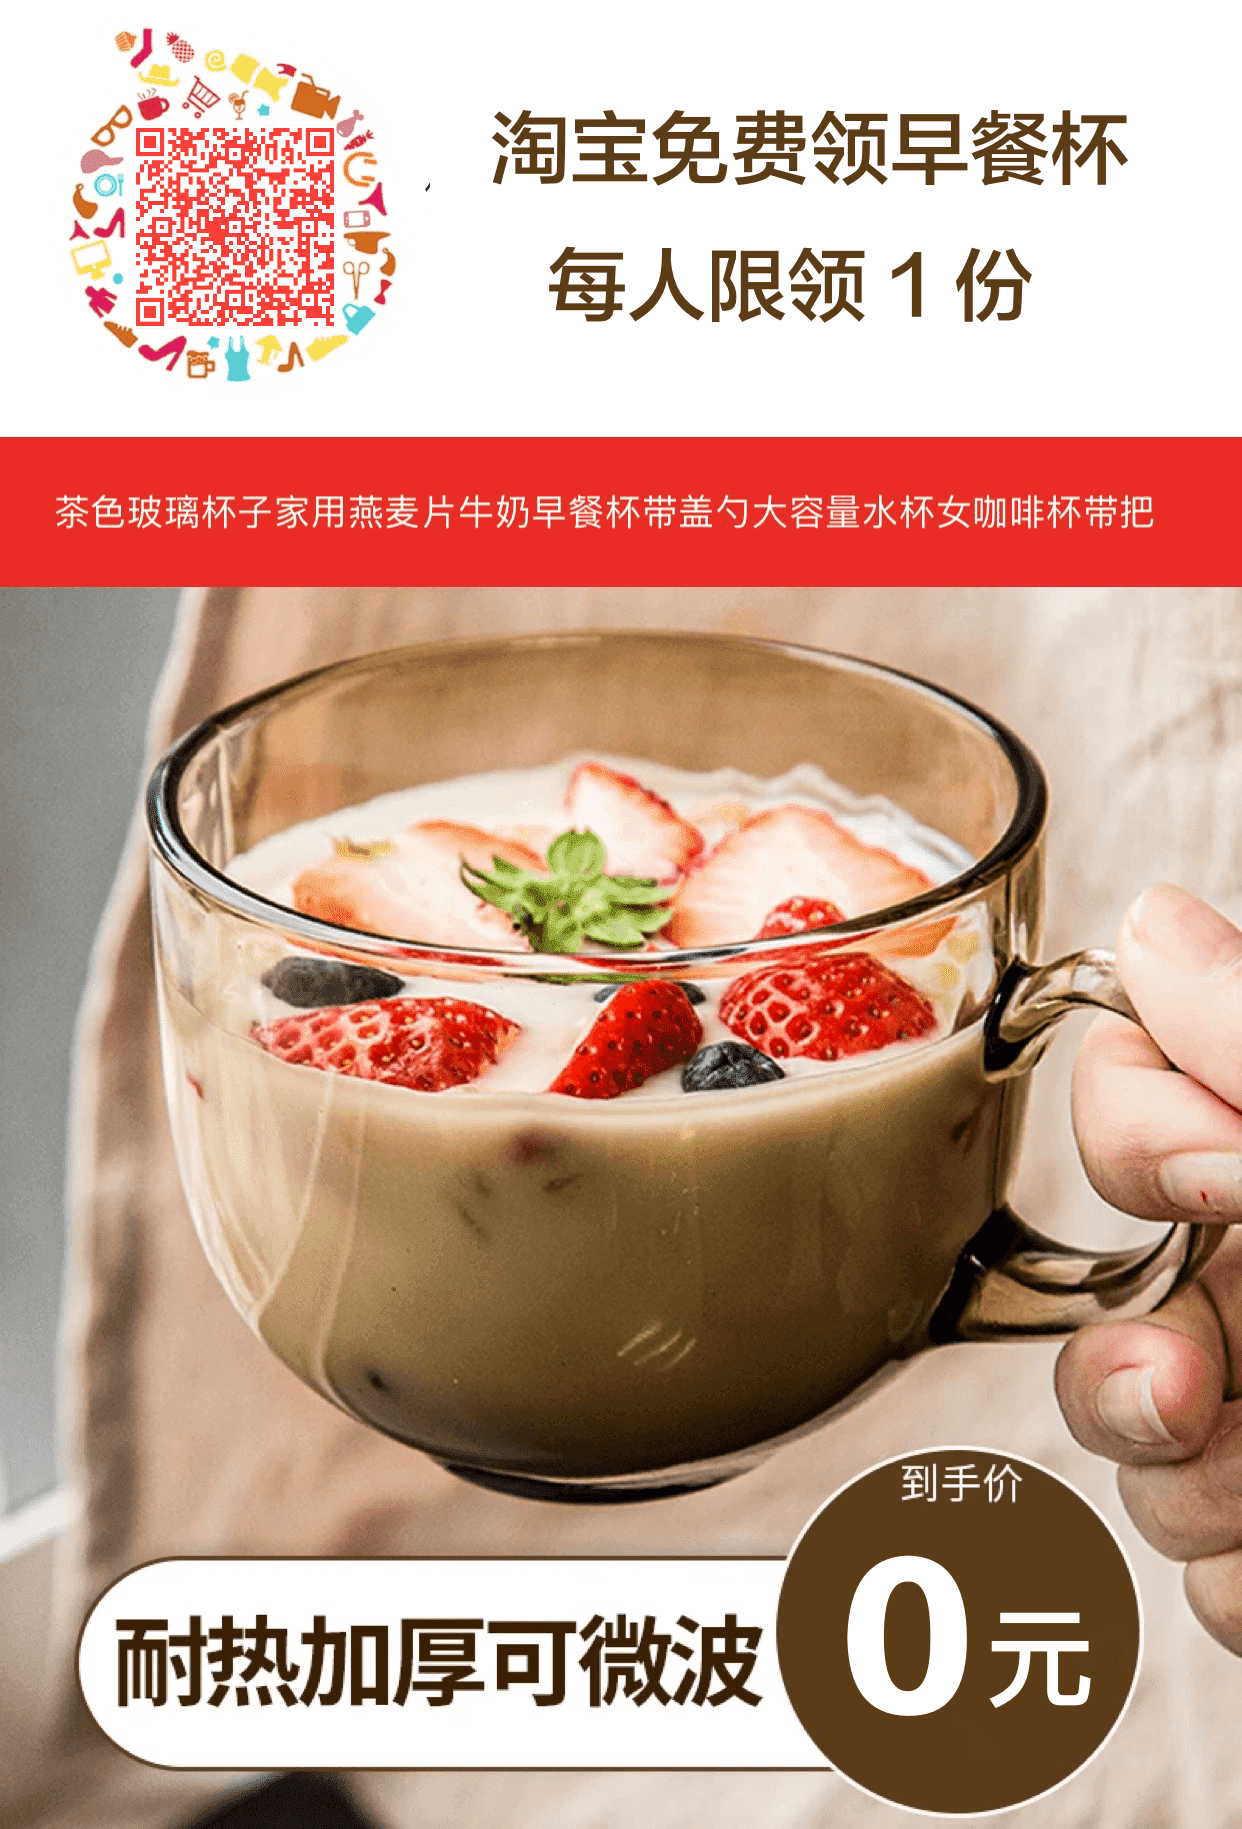 淘宝免费领早餐杯
每人限领1份
茶色玻璃杯子家用燕麦片牛奶早餐杯带盖勺大容量水杯女咖啡杯带把
到手价
0元
耐热加厚可微波